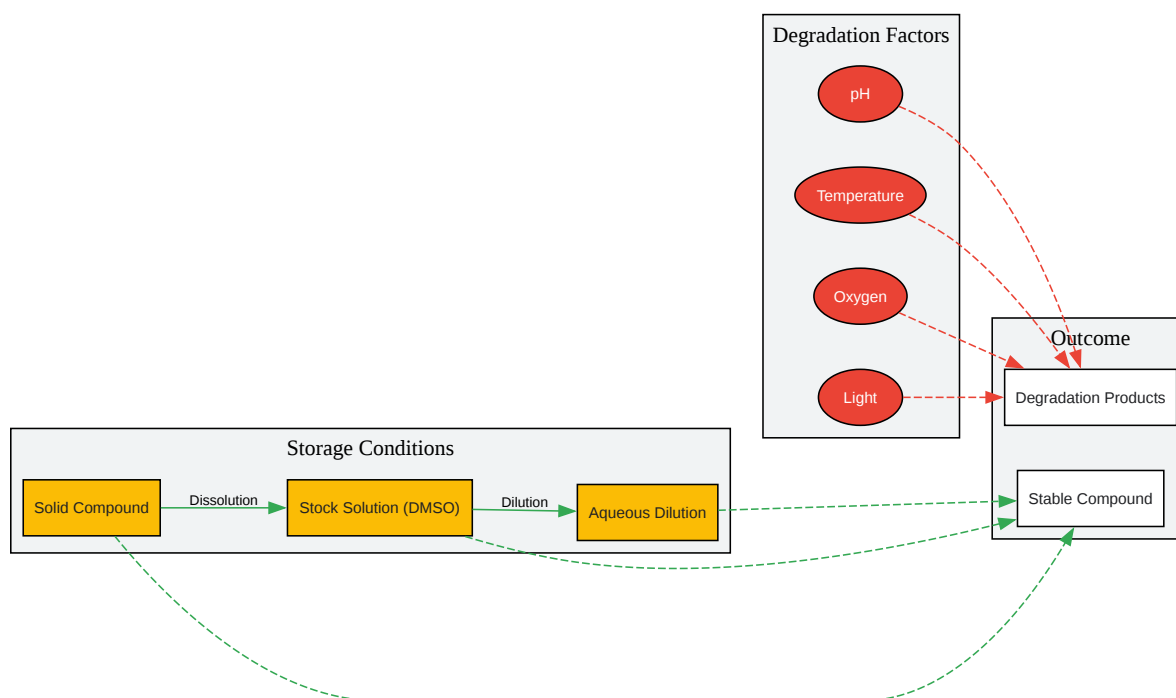 Degradation Factors
pH
Temperature
Oxygen
Light
Outcome
Degradation Products
Stable Compound
Storage Conditions
Solid Compound
Dissolution
Stock Solution (DMSO)
Dilution
Aqueous Dilution